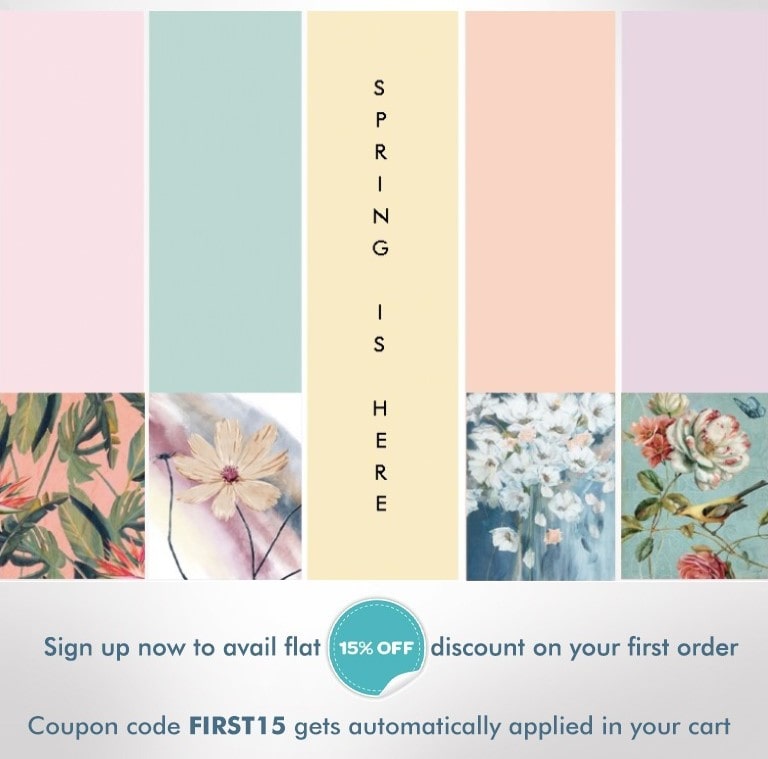 SPRING IS HERE
Sign up now to avail flat 15% OFF discount on your first order
Coupon code FIRST15 gets automatically applied in your cart